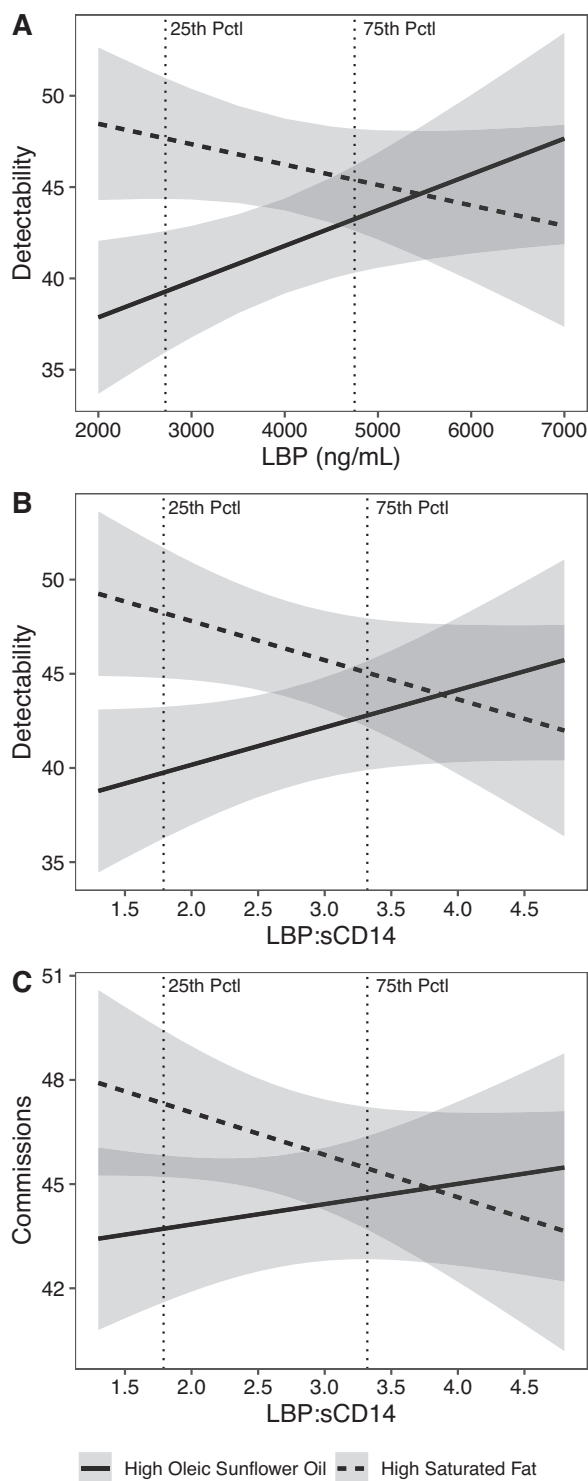 A
25th Pctl 75th Pctl
50
45
40
35
Detectability
2000 3000 4000 5000 6000 7000
LBP (ng/mL)
B
25th Pctl 75th Pctl
50
45
40
35
Detectability
1.5 2.0 2.5 3.0 3.5 4.0 4.5
LBP:sCD14
C
25th Pctl 75th Pctl
51
48
45
42
Commissions
1.5 2.0 2.5 3.0 3.5 4.0 4.5
LBP:sCD14
High Oleic Sunflower Oil High Saturated Fat